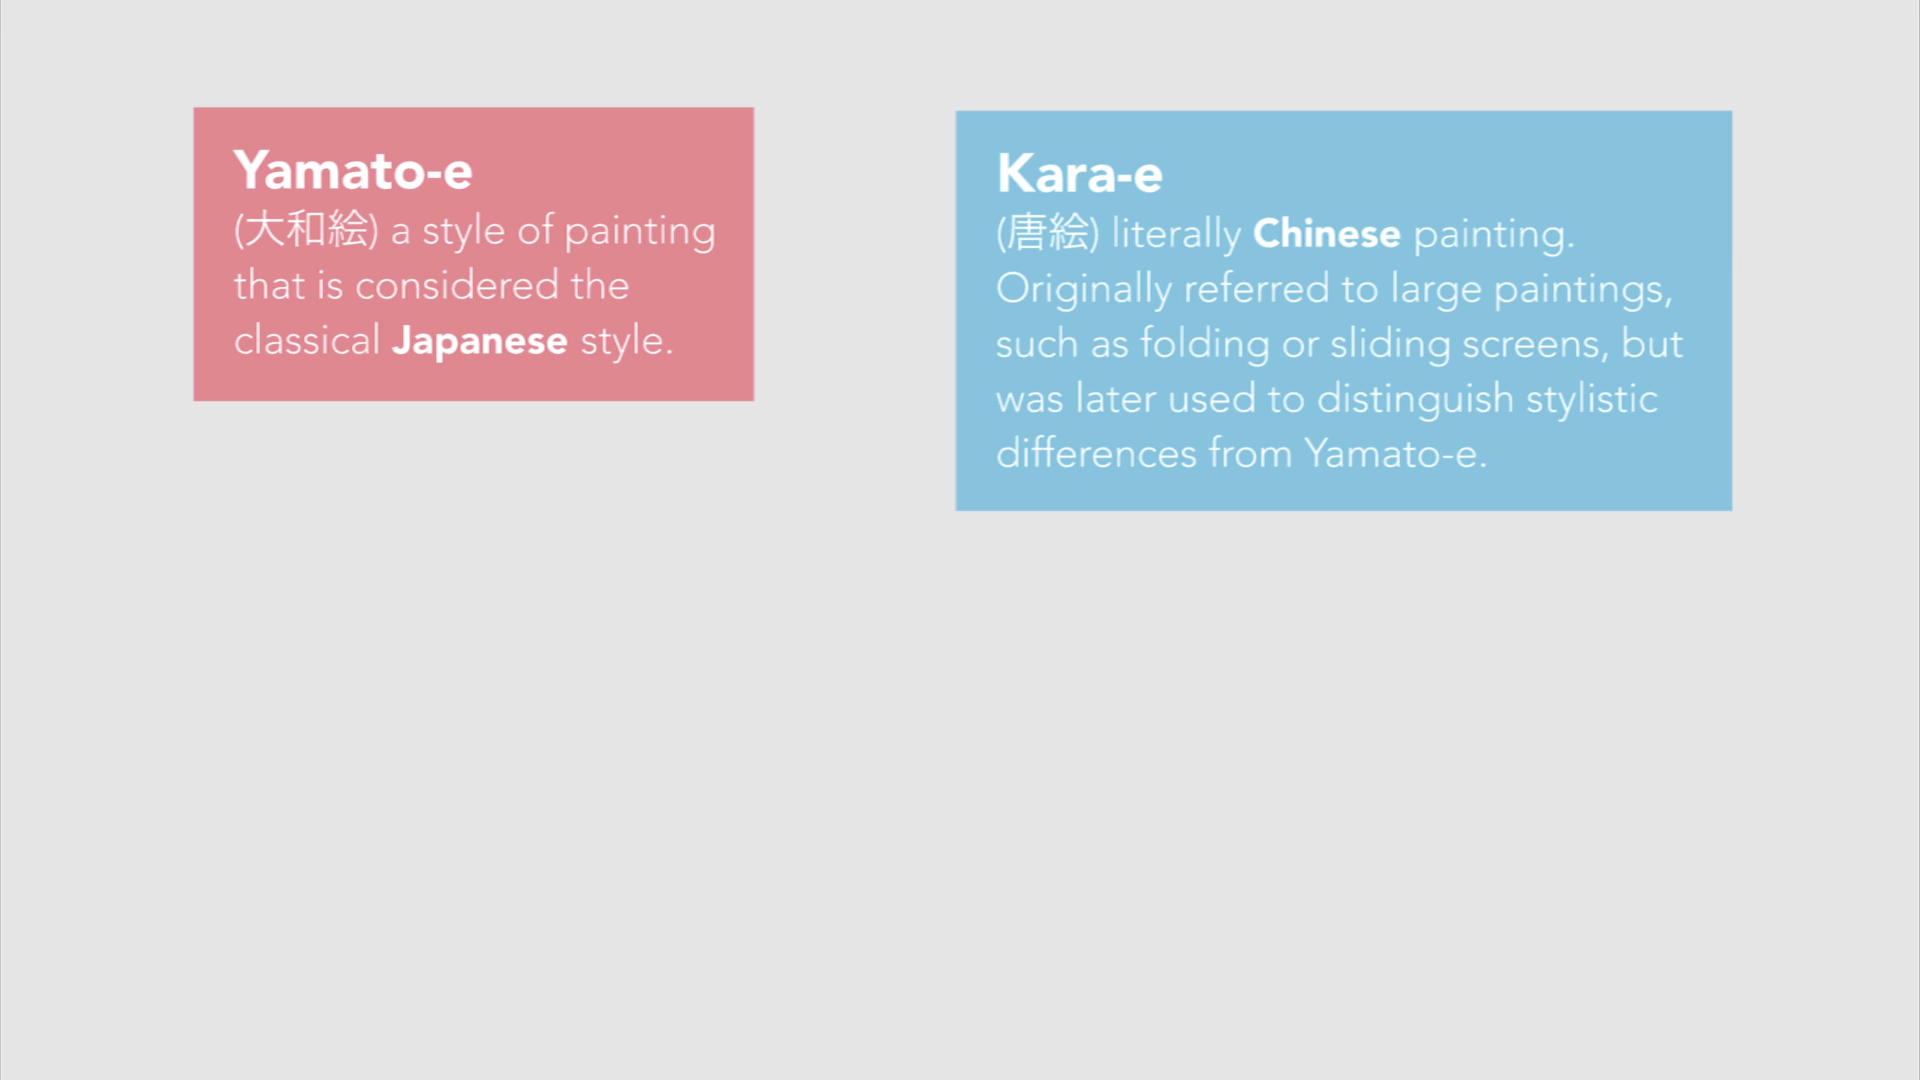 Yamato-e
(大和絵) a style of painting
that is considered the
classical Japanese style.
Kara-e
(唐絵) literally Chinese painting.
Originally referred to large paintings,
such as folding or sliding screens, but
was later used to distinguish stylistic
differences from Yamato-e.